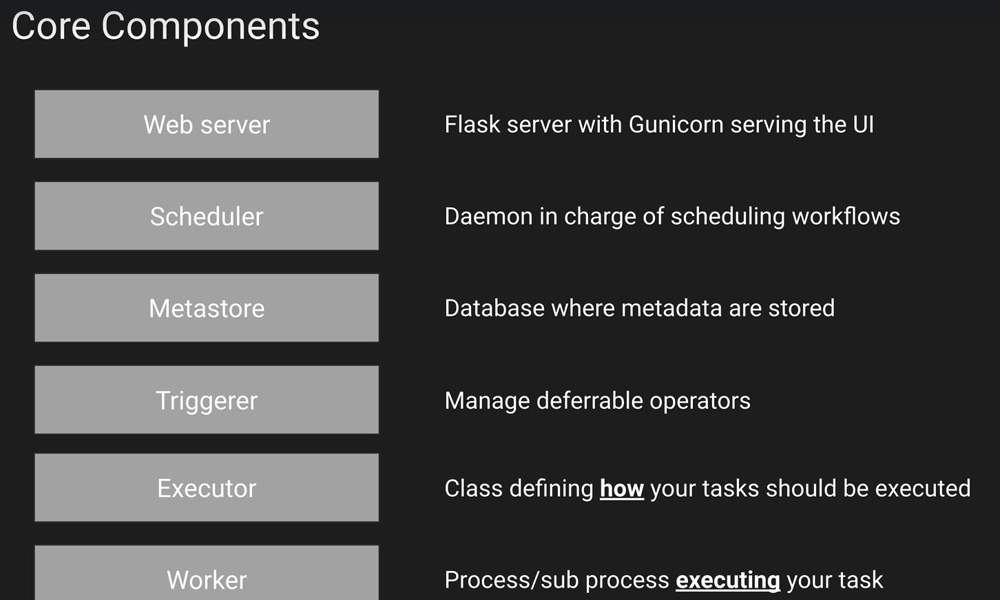 Core Components
Web server
Flask server with Gunicorn serving the UI
Scheduler
Daemon in charge of scheduling workflows
Metastore
Database where metadata are stored
Triggerer
Manage deferrable operators
Executor
Class defining how your tasks should be executed
Worker
Process/sub process executing your task